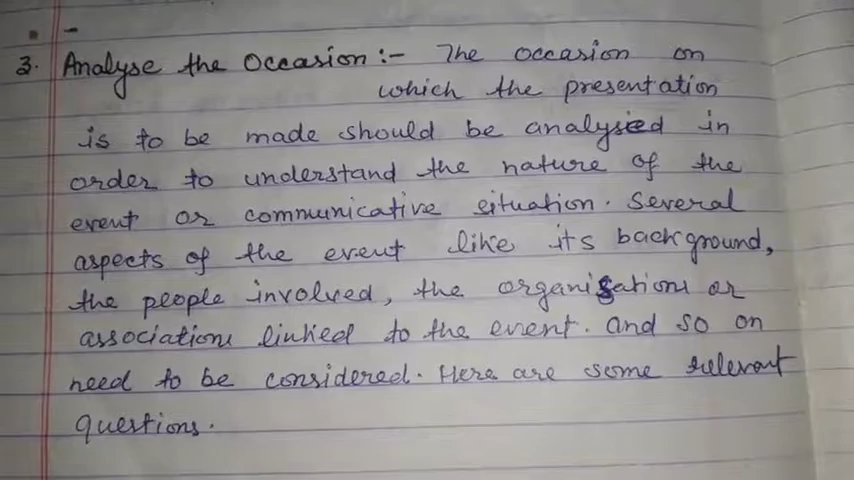 3. Analyse the Occasion :- The occasion on
which the presentation
is to be made should be analysied in
order to understand the nature of the
event or communicative situation. Several
aspects of the event like its background,
the people involved, the organisations or
associations linked to the event. and so on
need to be considered. Here are some relevant
questions.